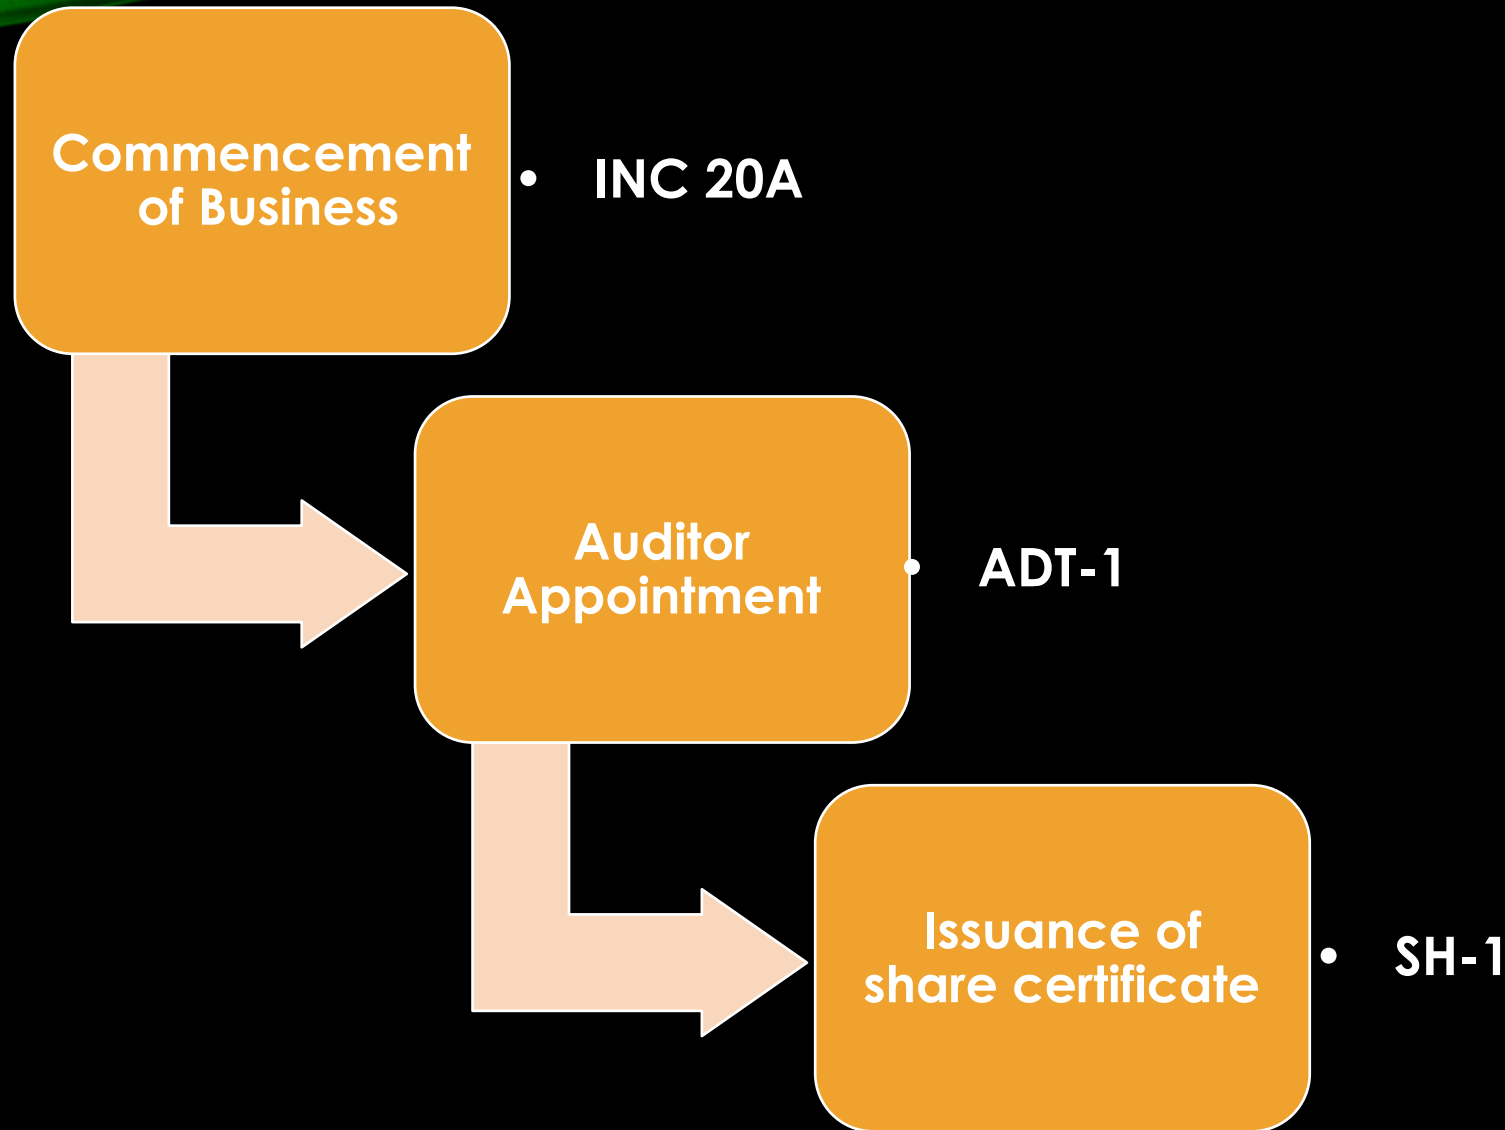 Commencement
of Business
• INC 20A
Auditor
Appointment
• ADT-1
Issuance of
share certificate
• SH-1